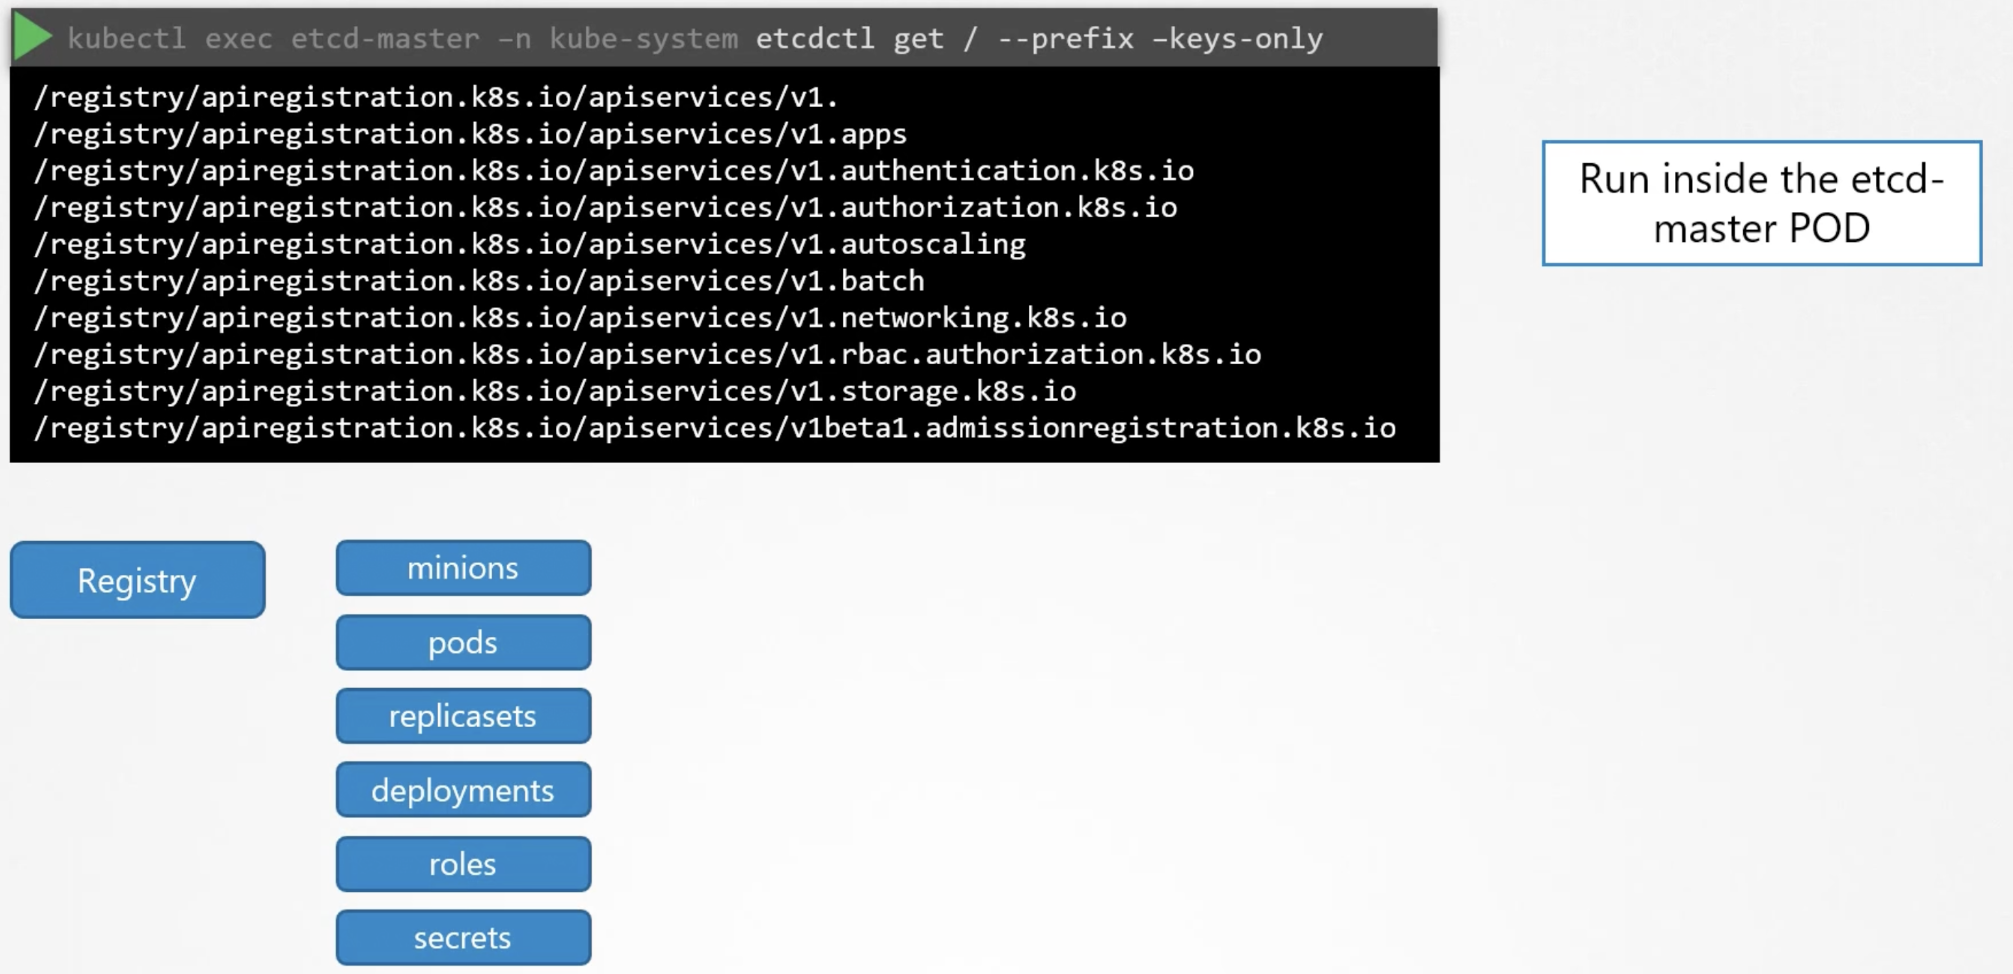 kubectl exec etcd-master –n kube-system etcdctl get / --prefix –keys-only
/registry/apiregistration.k8s.io/apiservices/v1.
/registry/apiregistration.k8s.io/apiservices/v1.apps
/registry/apiregistration.k8s.io/apiservices/v1.authentication.k8s.io
/registry/apiregistration.k8s.io/apiservices/v1.authorization.k8s.io
/registry/apiregistration.k8s.io/apiservices/v1.autoscaling
/registry/apiregistration.k8s.io/apiservices/v1.batch
/registry/apiregistration.k8s.io/apiservices/v1.networking.k8s.io
/registry/apiregistration.k8s.io/apiservices/v1.rbac.authorization.k8s.io
/registry/apiregistration.k8s.io/apiservices/v1.storage.k8s.io
/registry/apiregistration.k8s.io/apiservices/v1beta1.admissionregistration.k8s.io
Run inside the etcd-
master POD
Registry
minions
pods
replicasets
deployments
roles
secrets